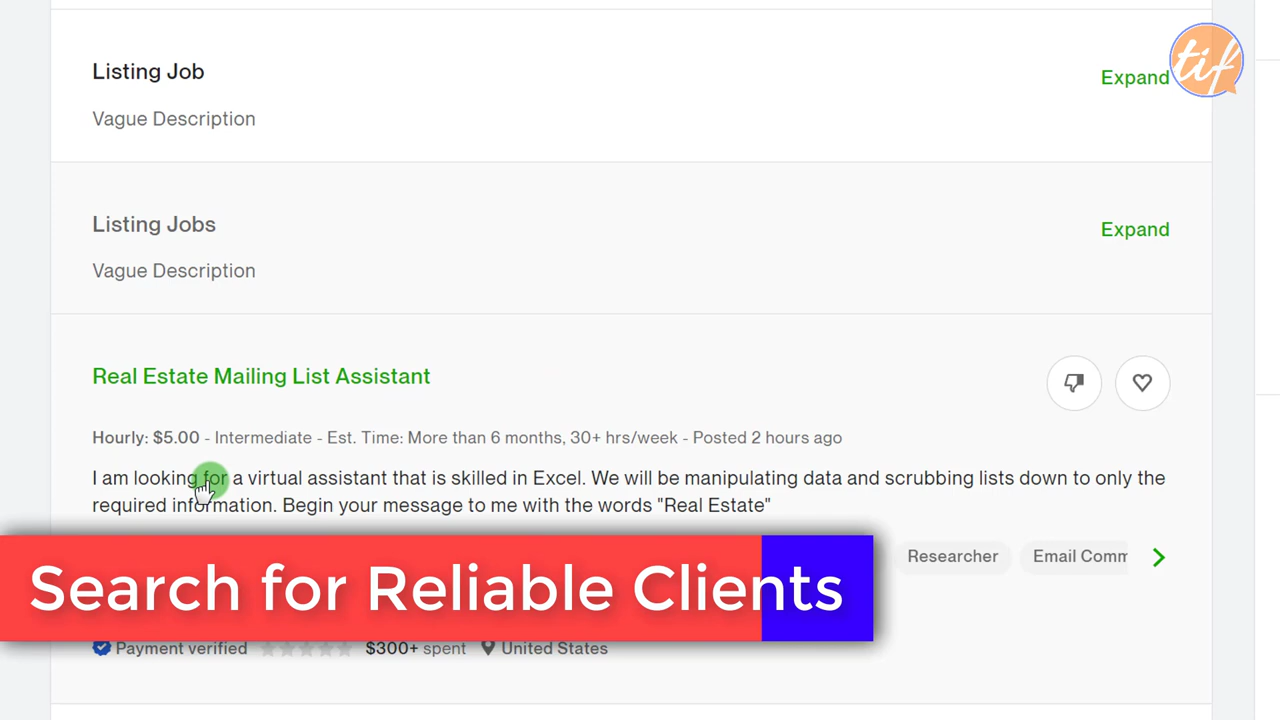 tif
Listing Job
Expand
Vague Description
Listing Jobs
Expand
Vague Description
Real Estate Mailing List Assistant
Hourly: $5.00 - Intermediate - Est. Time: More than 6 months, 30+ hrs/week - Posted 2 hours ago
I am looking for a virtual assistant that is skilled in Excel. We will be manipulating data and scrubbing lists down to only the
required information. Begin your message to me with the words "Real Estate"
Researcher
Email Comm
Search for Reliable Clients
Payment verified $300+ spent United States